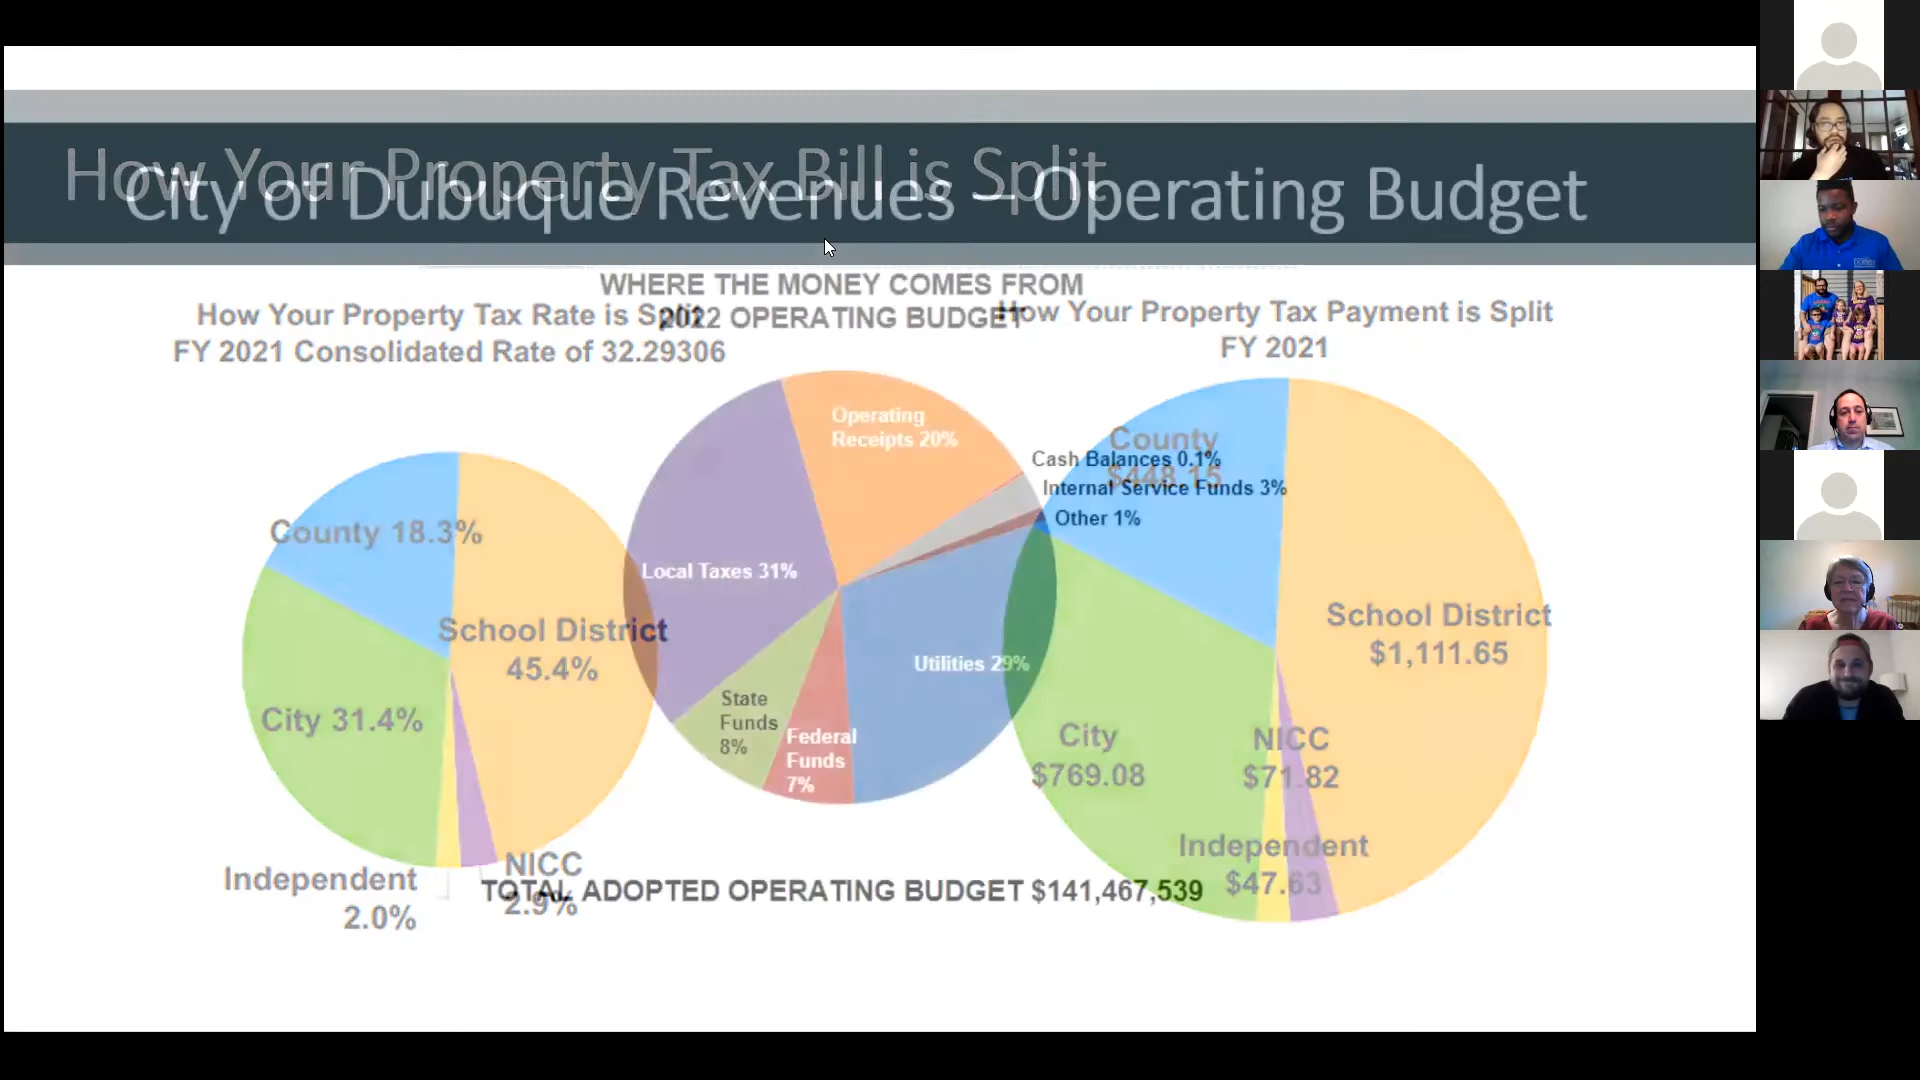 How Your Property Tax Bill is Split
City of Dubuque Revenues – Operating Budget
WHERE THE MONEY COMES FROM
2022 OPERATING BUDGET
How Your Property Tax Rate is Split
FY 2021 Consolidated Rate of 32.29306
How Your Property Tax Payment is Split
FY 2021
County 18.3%
School District
45.4%
City 31.4%
Independent
2.0%
NICC
2.9%
Operating
Receipts 20%
Cash Balances 0.1%
Internal Service Funds 3%
Other 1%
Local Taxes 31%
Utilities 29%
State
Funds
8%
Federal
Funds
7%
County
$448.15
School District
$1,111.65
City
$769.08
NICC
$71.82
Independent
$47.63
TOTAL ADOPTED OPERATING BUDGET $141,467,539